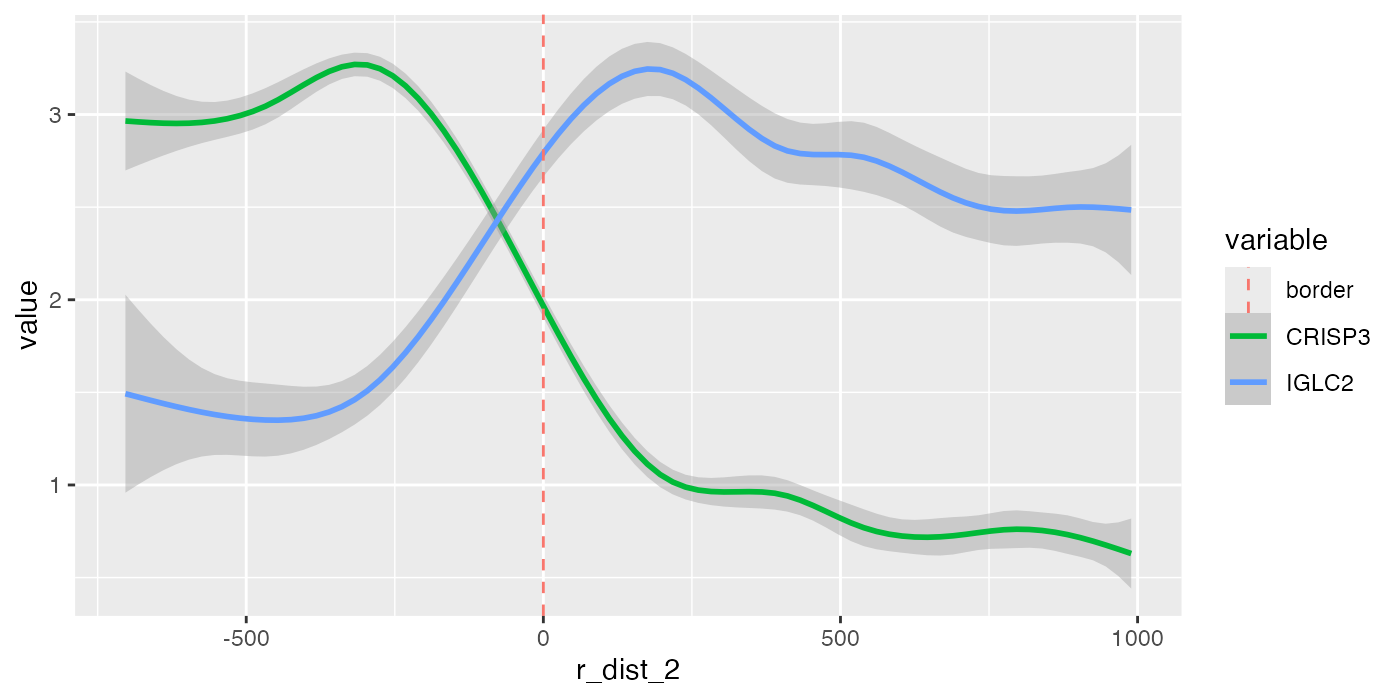 value
3
2
1
-500
0
500
1000
r_dist_2
variable
border
CRISP3
IGLC2